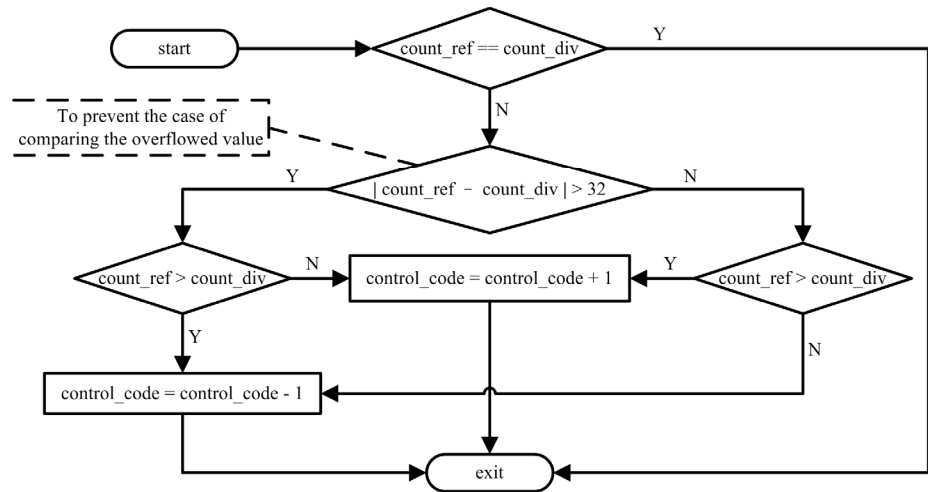 start
count_ref == count_div
Y
N
To prevent the case of
comparing the overflowed value
Y
| count_ref - count_div | > 32
N
count_ref > count_div
N
control_code = control_code + 1
Y
count_ref > count_div
Y
N
control_code = control_code - 1
exit